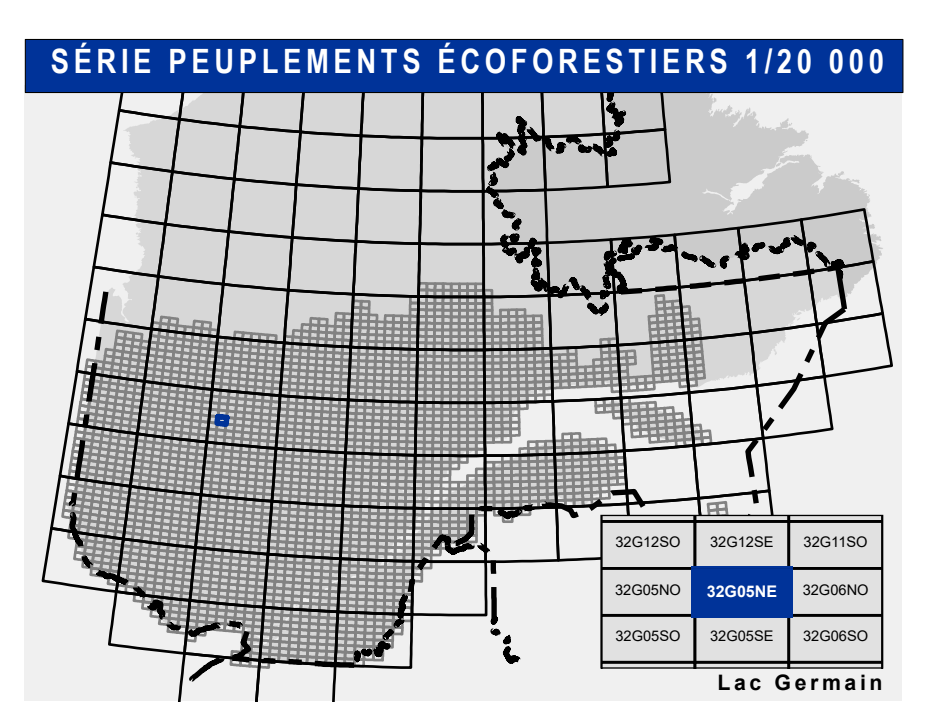 SÉRIE PEUPLEMENTS ÉCOFORESTIERS 1/20 000
32G12SO 32G12SE 32G11SO
32G05NO 32G05NE 32G06NO
32G05SO 32G05SE 32G06SO
Lac Germain